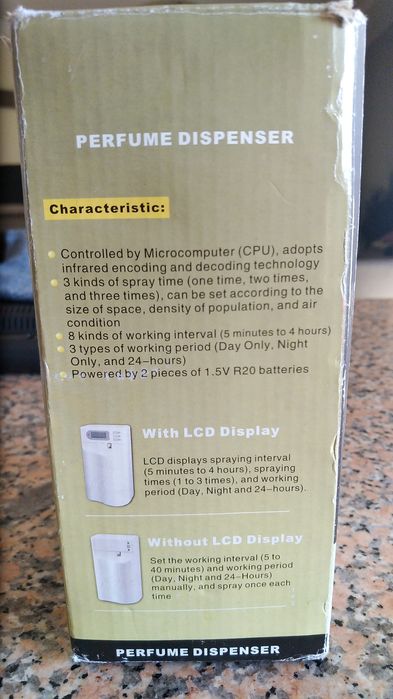 PERFUME DISPENSER
Characteristic:
Controlled by Microcomputer (CPU), adopts
infrared encoding and decoding technology
3 kinds of spray time (one time, two times,
and three times), can be set according to the
size of space, density of population, and air
condition
8 kinds of working interval (5 minutes to 4 hours)
3 types of working period (Day Only, Night
Only, and 24-hours)
Powered by 2 pieces of 1.5V R20 batteries
With LCD Display
LCD displays spraying interval
(5 minutes to 4 hours), spraying
times (1 to 3 times), and working
period (Day, Night and 24-hours).
Without LCD Display
Set the working interval (5 to
40 minutes) and working period
(Day, Night and 24-Hours)
manually, and spray once each
time
PERFUME DISPENSER